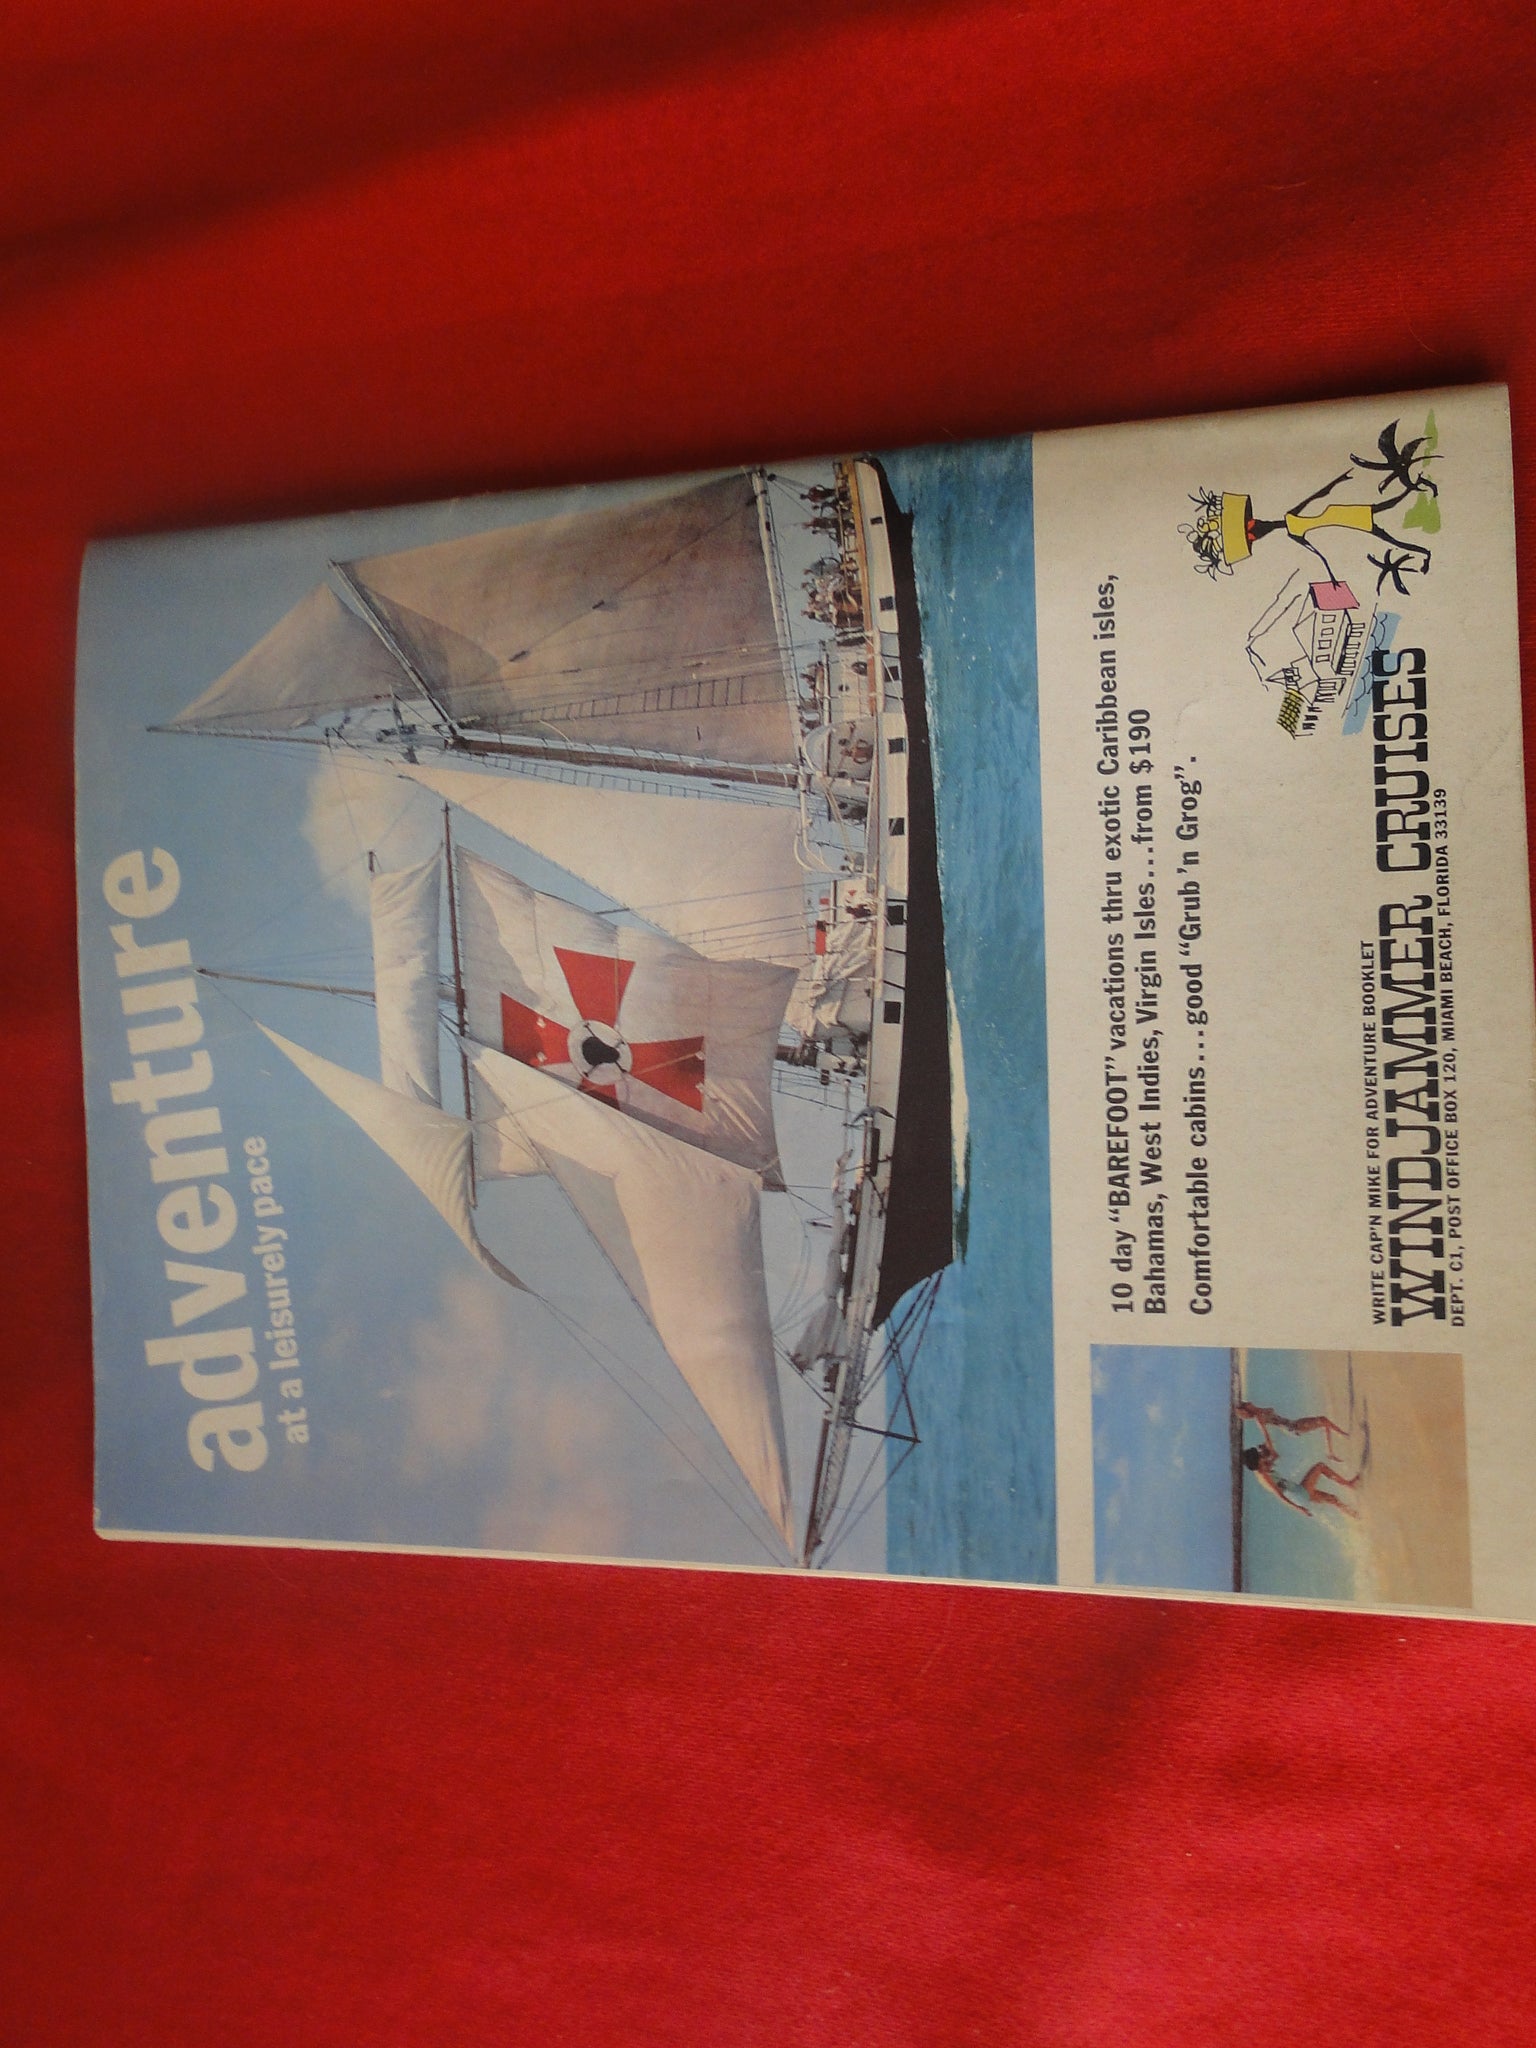 adventure
at a leisurely pace
10 day “BAREFOOT” vacations thru exotic Caribbean isles,
Bahamas, West Indies, Virgin Isles...from $190
Comfortable cabins...good “Grub ’n Grog”.
WRITE CAP'N MIKE FOR ADVENTURE BOOKLET
WINDJAMMER CRUISES
DEPT. C1, POST OFFICE BOX 120, MIAMI BEACH, FLORIDA 33139